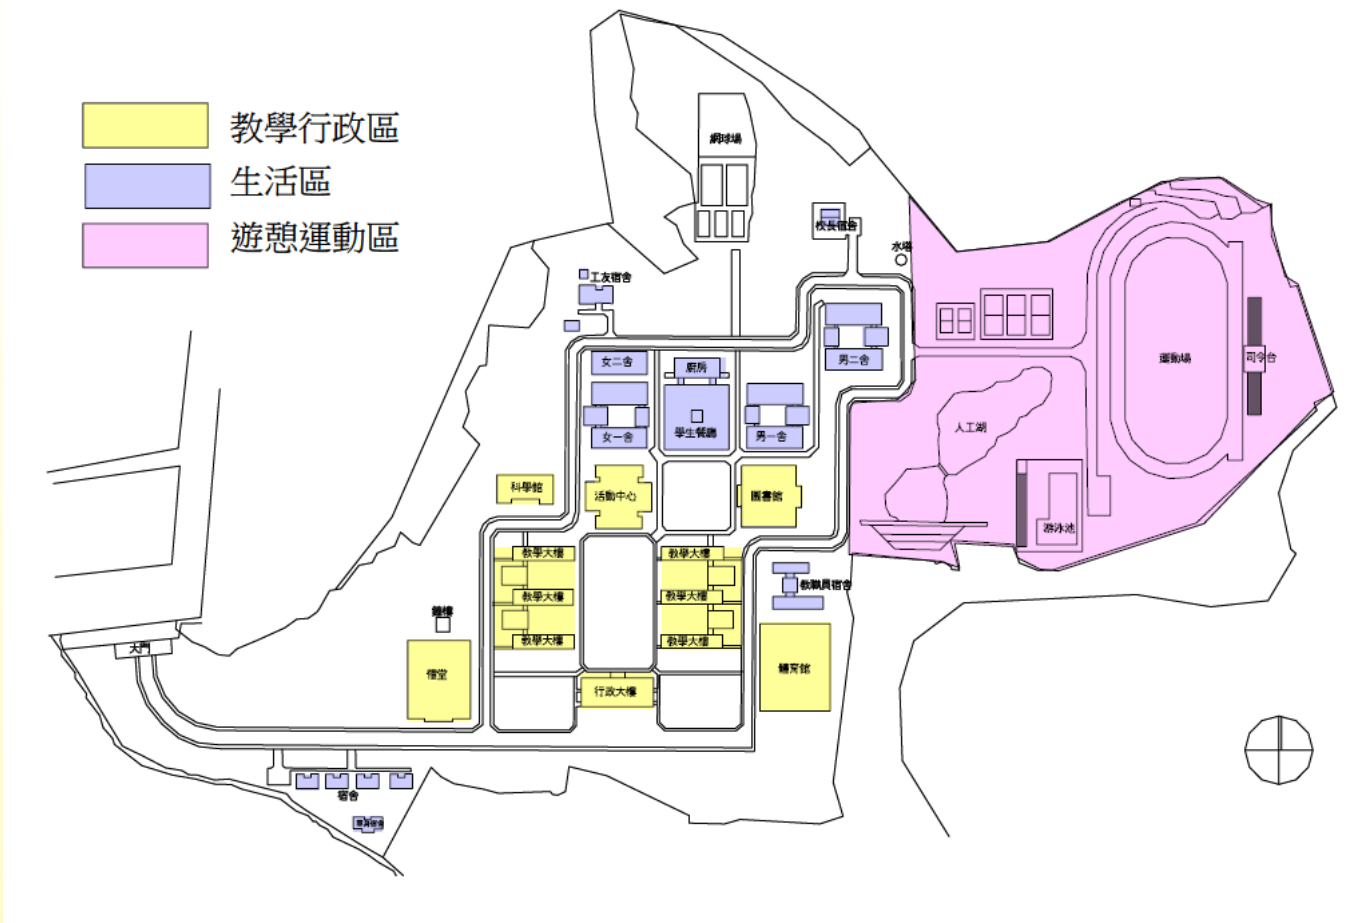 教學行政區
生活區
遊憩運動區
網球場
校長宿舍
水塔
工友宿舍
女二舍
廚房
男二舍
運動場
司令台
女一舍
學生餐廳
男一舍
人工湖
科學館
活動中心
圖書館
游泳池
教學大樓
教學大樓
教職員宿舍
教學大樓
教學大樓
鐘樓
教學大樓
教學大樓
大門
禮堂
體育館
行政大樓
宿舍